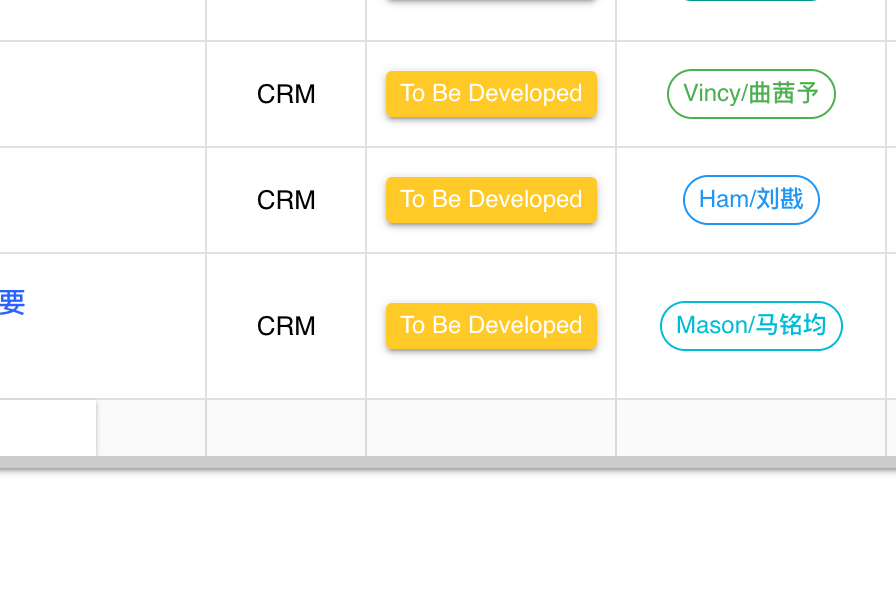 CRM To Be Developed Vincy/曲茜予
CRM To Be Developed Ham/刘戡
要
CRM To Be Developed Mason/马铭均